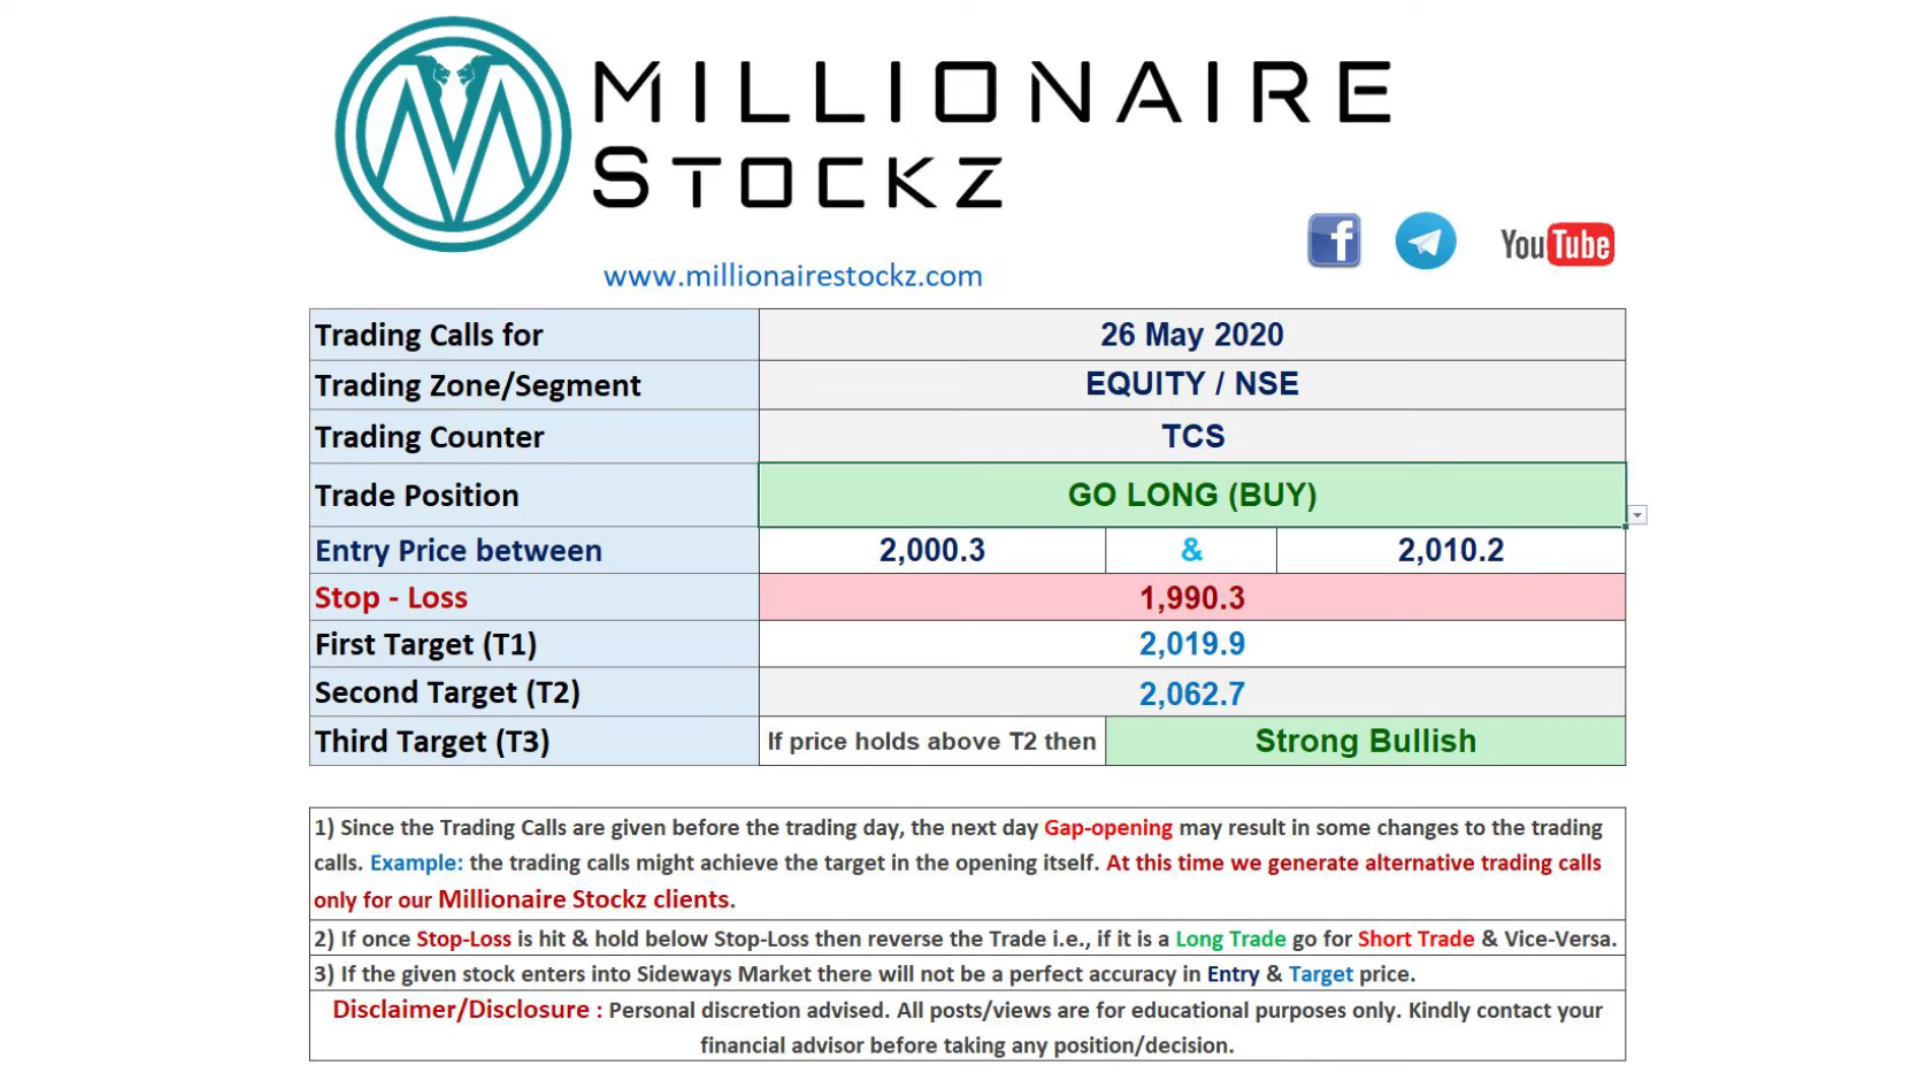 MILLIONAIRE
STOCKZ
f
YouTube
www.millionairestockz.com
Trading Calls for 26 May 2020
Trading Zone/Segment EQUITY / NSE
Trading Counter TCS
Trade Position GO LONG (BUY)
Entry Price between 2,000.3 & 2,010.2
Stop - Loss 1,990.3
First Target (T1) 2,019.9
Second Target (T2) 2,062.7
Third Target (T3) If price holds above T2 then Strong Bullish
1) Since the Trading Calls are given before the trading day, the next day Gap-opening may result in some changes to the trading
calls. Example: the trading calls might achieve the target in the opening itself. At this time we generate alternative trading calls
only for our Millionaire Stockz clients.
2) If once Stop-Loss is hit & hold below Stop-Loss then reverse the Trade i.e., if it is a Long Trade go for Short Trade & Vice-Versa.
3) If the given stock enters into Sideways Market there will not be a perfect accuracy in Entry & Target price.
Disclaimer/Disclosure : Personal discretion advised. All posts/views are for educational purposes only. Kindly contact your
financial advisor before taking any position/decision.